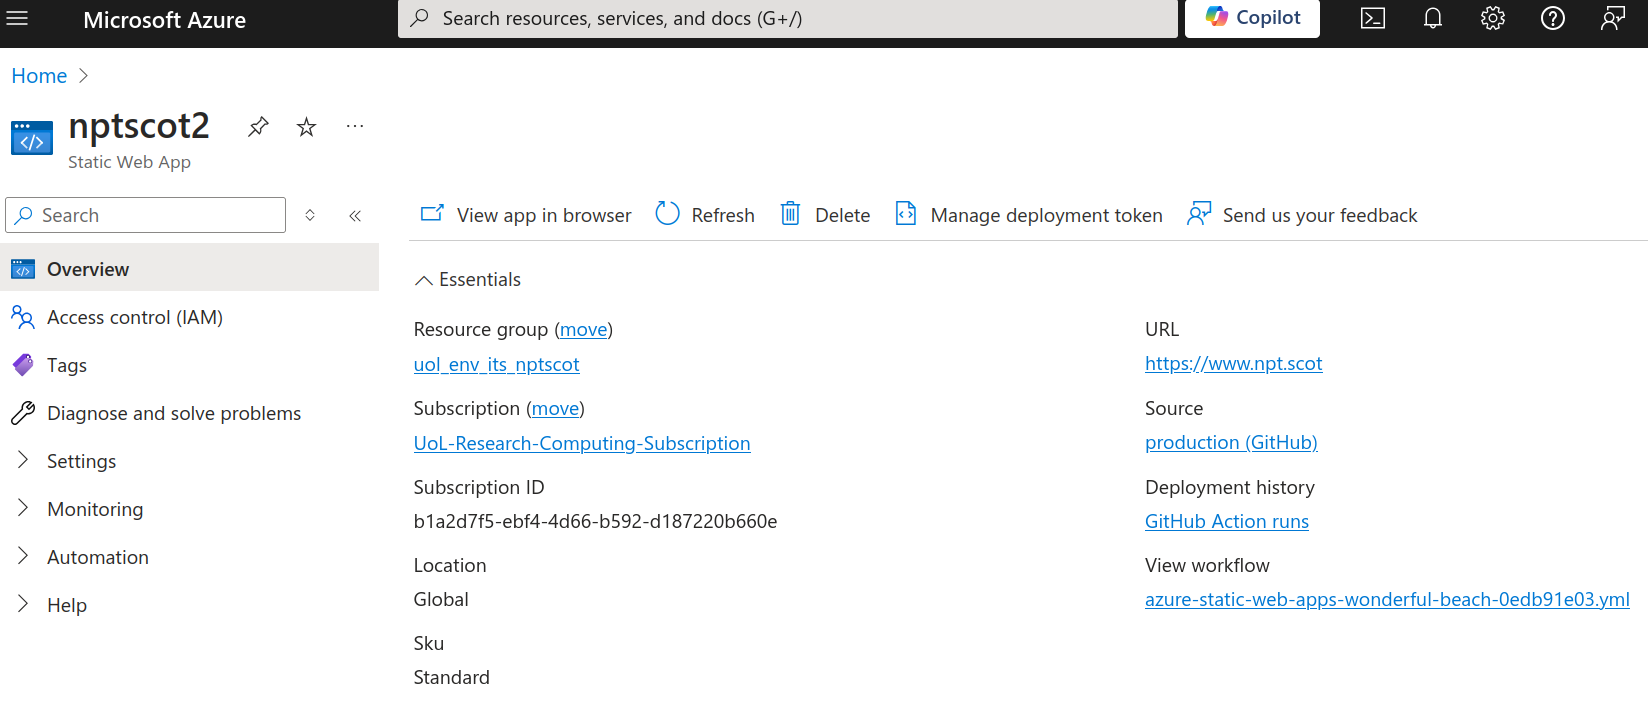 Microsoft Azure
Search resources, services, and docs (G+/)
Copilot
Home
nptscot2
Static Web App
Search
Overview
Access control (IAM)
Tags
Diagnose and solve problems
Settings
Monitoring
Automation
Help
View app in browser
Refresh
Delete
Manage deployment token
Send us your feedback
Essentials
Resource group (move)
uol_env_its_nptscot
Subscription (move)
UoL-Research-Computing-Subscription
Subscription ID
b1a2d7f5-ebf4-4d66-b592-d187220b660e
Location
Global
Sku
Standard
URL
https://www.npt.scot
Source
production (GitHub)
Deployment history
GitHub Action runs
View workflow
azure-static-web-apps-wonderful-beach-0edb91e03.yml